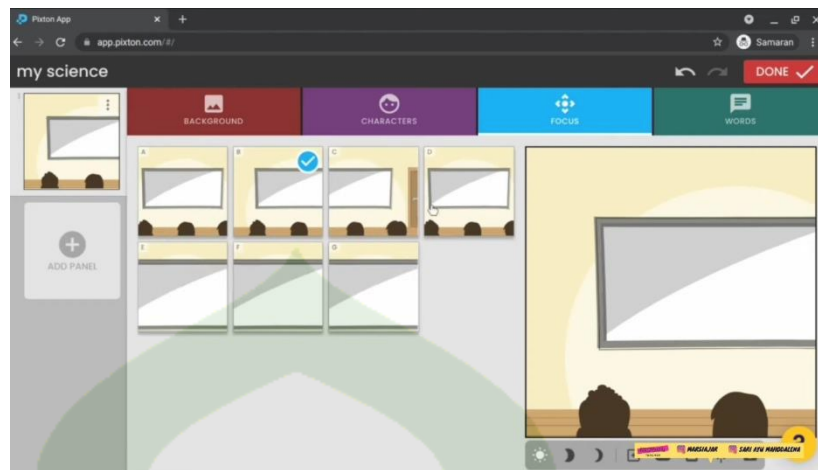 Pixton App
app.pixton.com/#/
Samaran
my science
DONE
1
BACKGROUND
CHARACTERS
FOCUS
WORDS
A
B
C
D
E
F
G
ADD PANEL
MARSIAJAR
SARI AYU MANDDALENA
?